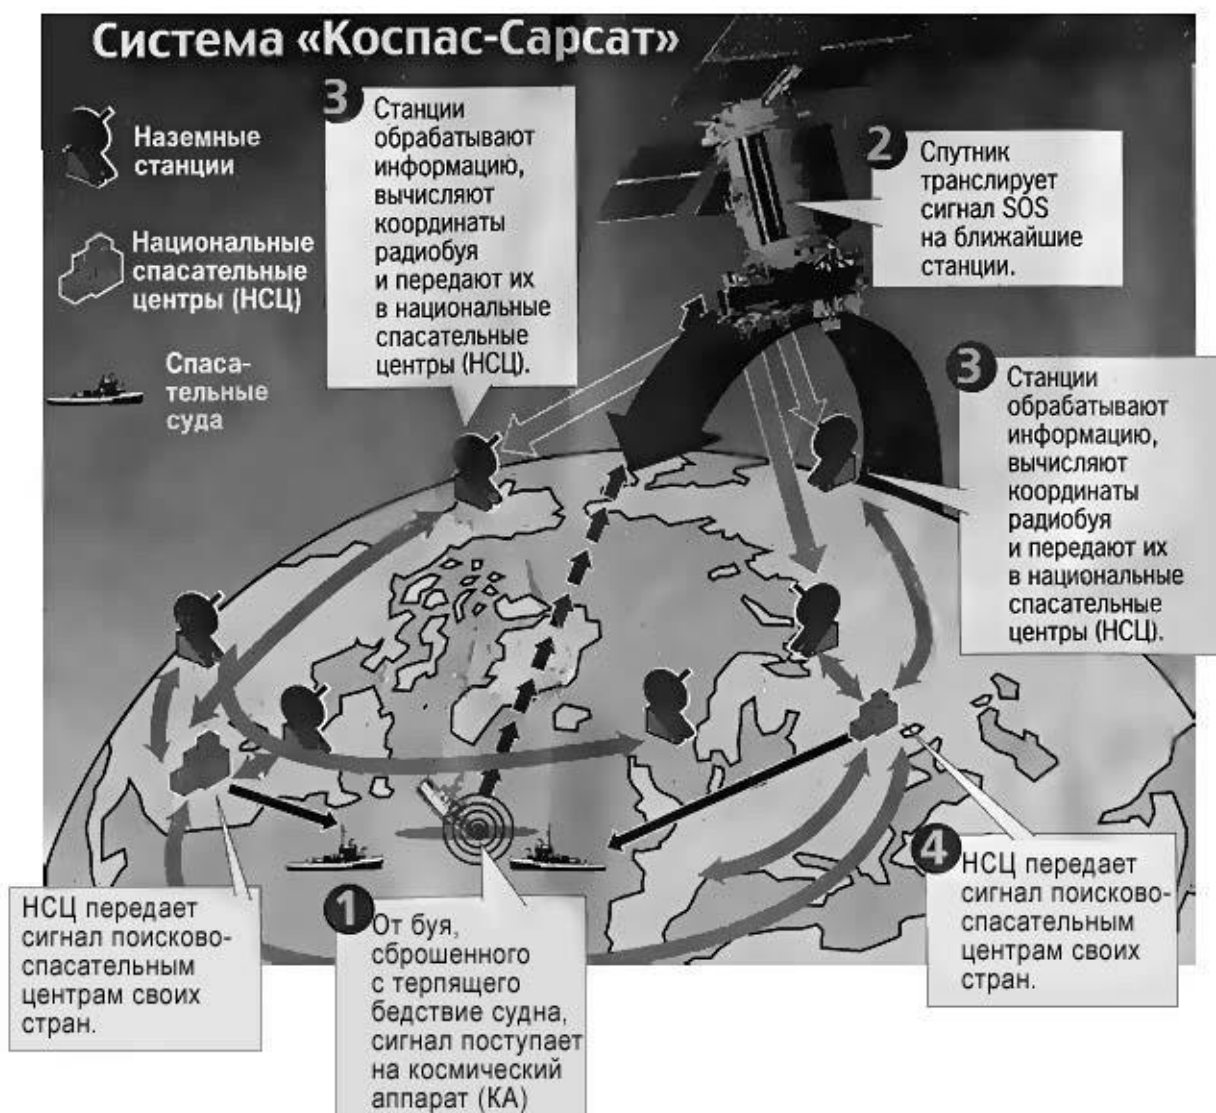 Система «Коспас-Сарсат»
Наземные
станции
Национальные
спасательные
центры (НСЦ)
Спаса-
тельные
суда
3
Станции
обрабатывают
информацию,
вычисляют
координаты
радиобуя
и передают их
в национальные
спасательные
центры (НСЦ).
2
Спутник
транслирует
сигнал SOS
на ближайшие
станции.
3
Станции
обрабатывают
информацию,
вычисляют
координаты
радиобуя
и передают их
в национальные
спасательные
центры (НСЦ).
НСЦ передает
сигнал поисково-
спасательным
центрам своих
стран.
1
От буя,
сброшенного
с терпящего
бедствие судна,
сигнал поступает
на космический
аппарат (КА)
4
НСЦ передает
сигнал поисково-
спасательным
центрам своих
стран.